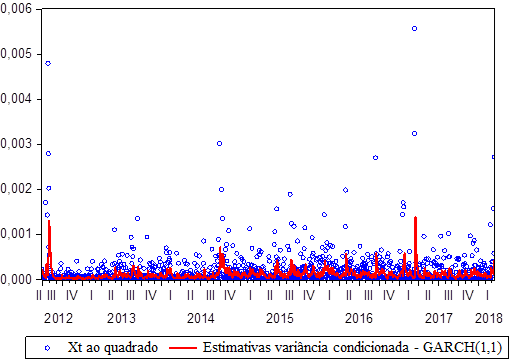 0,006
0,005
0,004
0,003
0,002
0,001
0,000
II III IV I II III IV I II III IV I II III IV I II III IV I II III IV I
2012 2013 2014 2015 2016 2017 2018
Xt ao quadrado
Estimativas variância condicionada - GARCH(1,1)